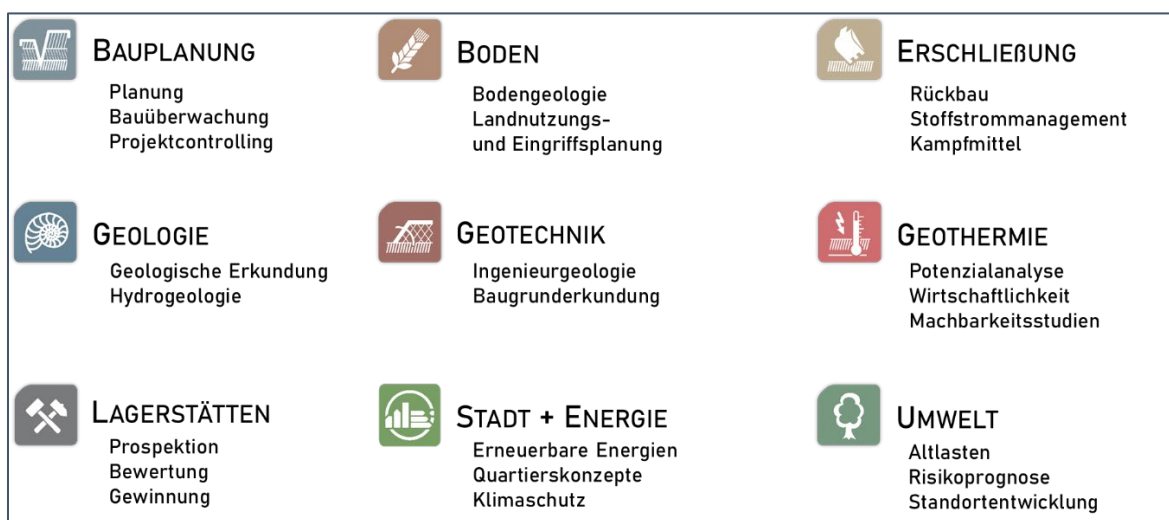 BAUPLANUNG
Planung
Bauüberwachung
Projektcontrolling
BODEN
Bodengeologie
Landnutzungs-
und Eingriffsplanung
ERSCHLIEßUNG
Rückbau
Stoffstrommanagement
Kampfmittel
GEOLOGIE
Geologische Erkundung
Hydrogeologie
GEOTECHNIK
Ingenieurgeologie
Baugrunderkundung
GEOTHERMIE
Potenzialanalyse
Wirtschaftlichkeit
Machbarkeitsstudien
LAGERSTÄTTEN
Prospektion
Bewertung
Gewinnung
STADT + ENERGIE
Erneuerbare Energien
Quartierskonzepte
Klimaschutz
UMWELT
Altlasten
Risikoprognose
Standortentwicklung